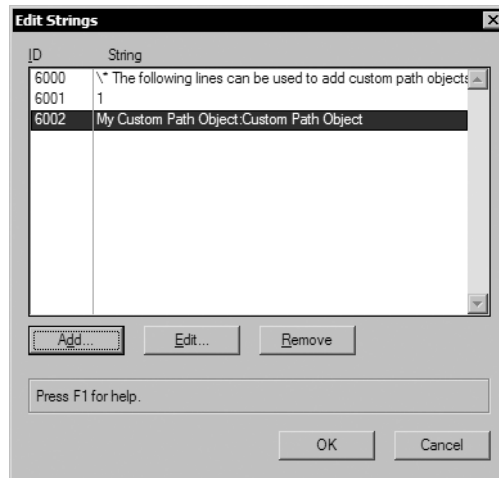 Edit Strings
ID String
6000 \* The following lines can be used to add custom path objects
6001 1
6002 My Custom Path Object:Custom Path Object
Add... Edit... Remove
Press F1 for help.
OK Cancel